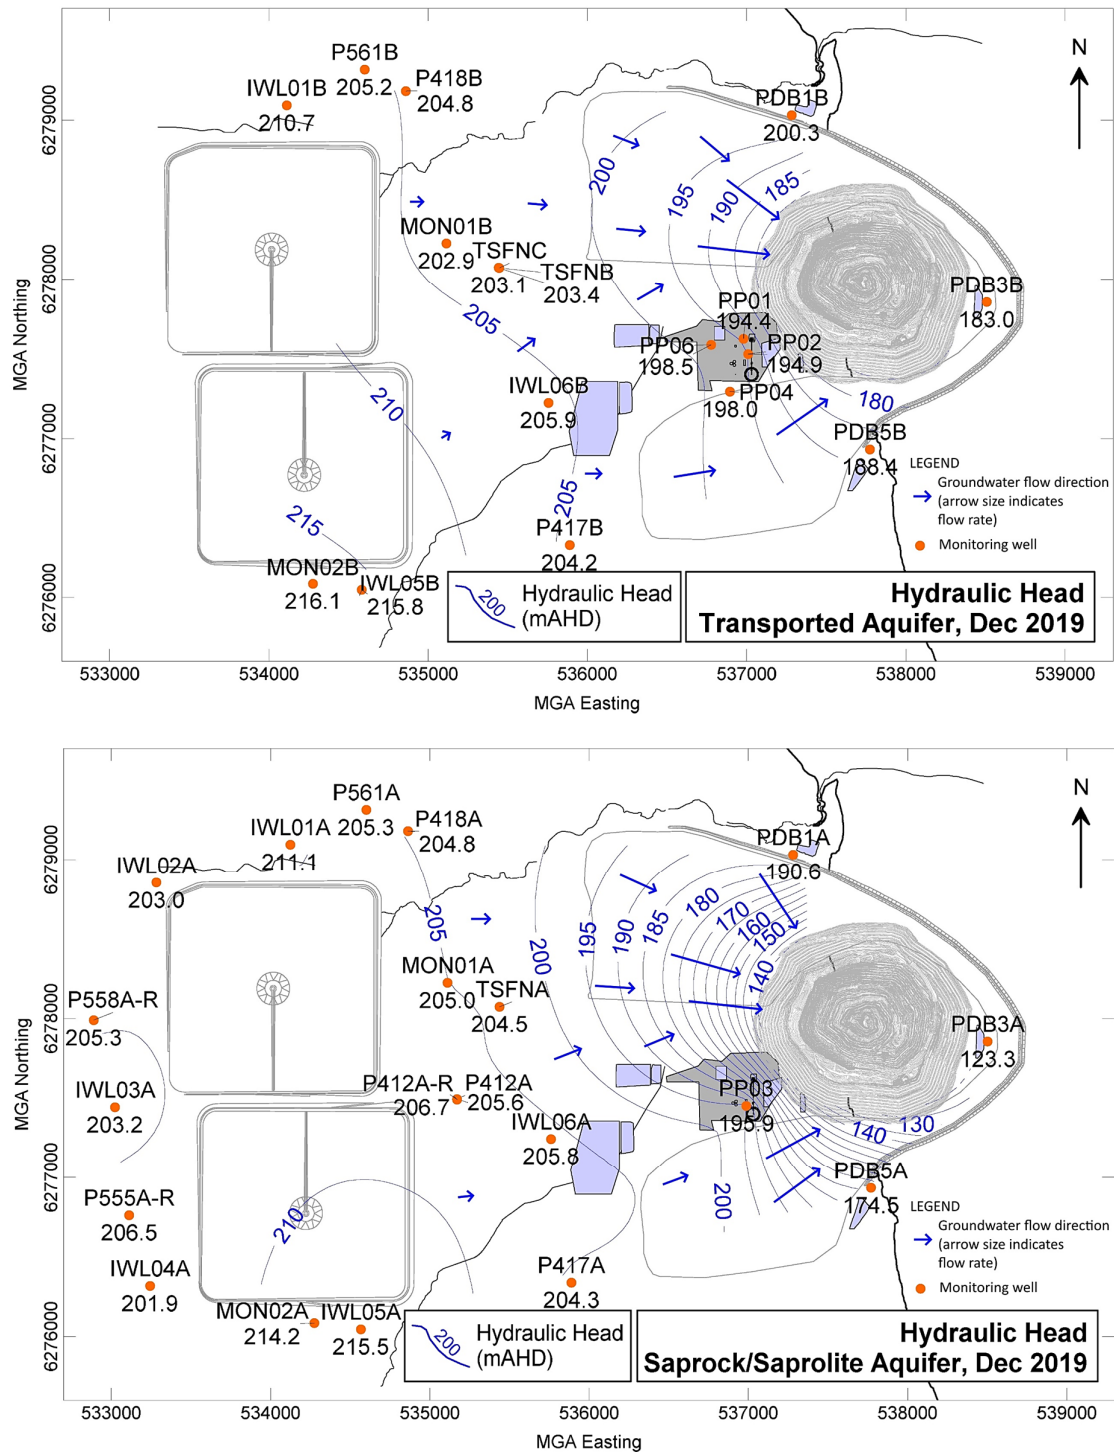 N
P561B
205.2
P418B
204.8
IWL01B
210.7
PDB1B
200.3
6279000
200
195
190
185
MON01B
202.9
TSFNC
203.1
TSFNB
203.4
6278000
MGA Northing
PDB3B
183.0
205
PP01
194.4
PP06
198.5
PP02
194.9
PP04
198.0
210
IWL06B
205.9
180
6277000
PDB5B
188.4
LEGEND
Groundwater flow direction
(arrow size indicates
flow rate)
Monitoring well
215
205
P417B
204.2
MON02B
216.1
IWL05B
215.8
6276000
200
Hydraulic Head
(mAHD)
Hydraulic Head
Transported Aquifer, Dec 2019
533000 534000 535000 536000 537000 538000 539000
MGA Easting
N
P561A
205.3
P418A
204.8
IWL01A
211.1
IWL02A
203.0
PDB1A
190.6
6279000
205
200
195
190
185
180
170
160
150
140
MON01A
205.0
TSFNA
204.5
P558A-R
205.3
6278000
MGA Northing
PDB3A
123.3
IWL03A
203.2
P412A-R
206.7
P412A
205.6
PP03
195.9
IWL06A
205.8
130
140
6277000
P555A-R
206.5
210
200
PDB5A
174.5
LEGEND
Groundwater flow direction
(arrow size indicates
flow rate)
Monitoring well
IWL04A
201.9
P417A
204.3
MON02A
214.2
IWL05A
215.5
6276000
200
Hydraulic Head
(mAHD)
Hydraulic Head
Saprock/Saprolite Aquifer, Dec 2019
533000 534000 535000 536000 537000 538000 539000
MGA Easting